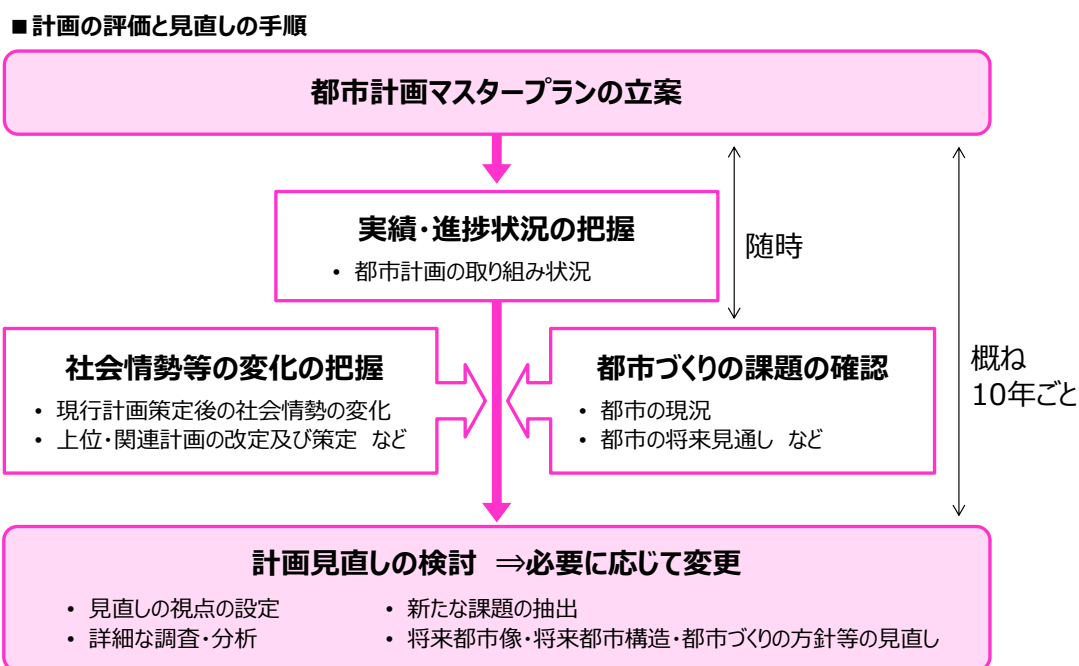 ■計画の評価と見直しの手順
都市計画マスタープランの立案
実績・進捗状況の把握
• 都市計画の取り組み状況
随時
社会情勢等の変化の把握
• 現行計画策定後の社会情勢の変化
• 上位・関連計画の改定及び策定 など
都市づくりの課題の確認
• 都市の現況
• 都市の将来見通し など
概ね
10年ごと
計画見直しの検討 ⇒必要に応じて変更
• 見直しの視点の設定
• 詳細な調査・分析
• 新たな課題の抽出
• 将来都市像・将来都市構造・都市づくりの方針等の見直し